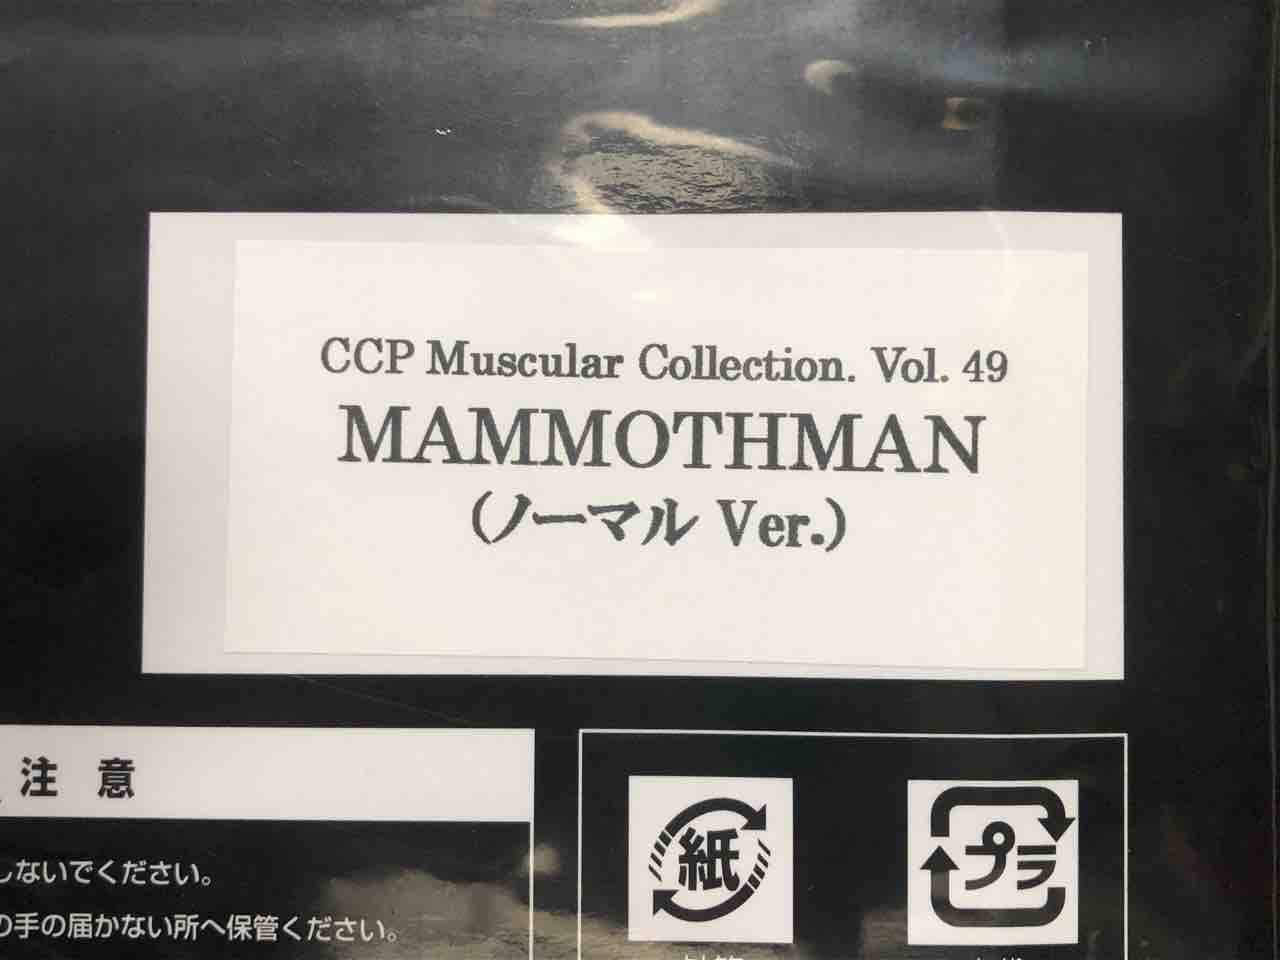 CCP Muscular Collection. Vol. 49
MAMMOTHMAN
(ノーマル Ver.)
注 意
しないでください。
の手の届かない所へ保管ください。
紙
プラ